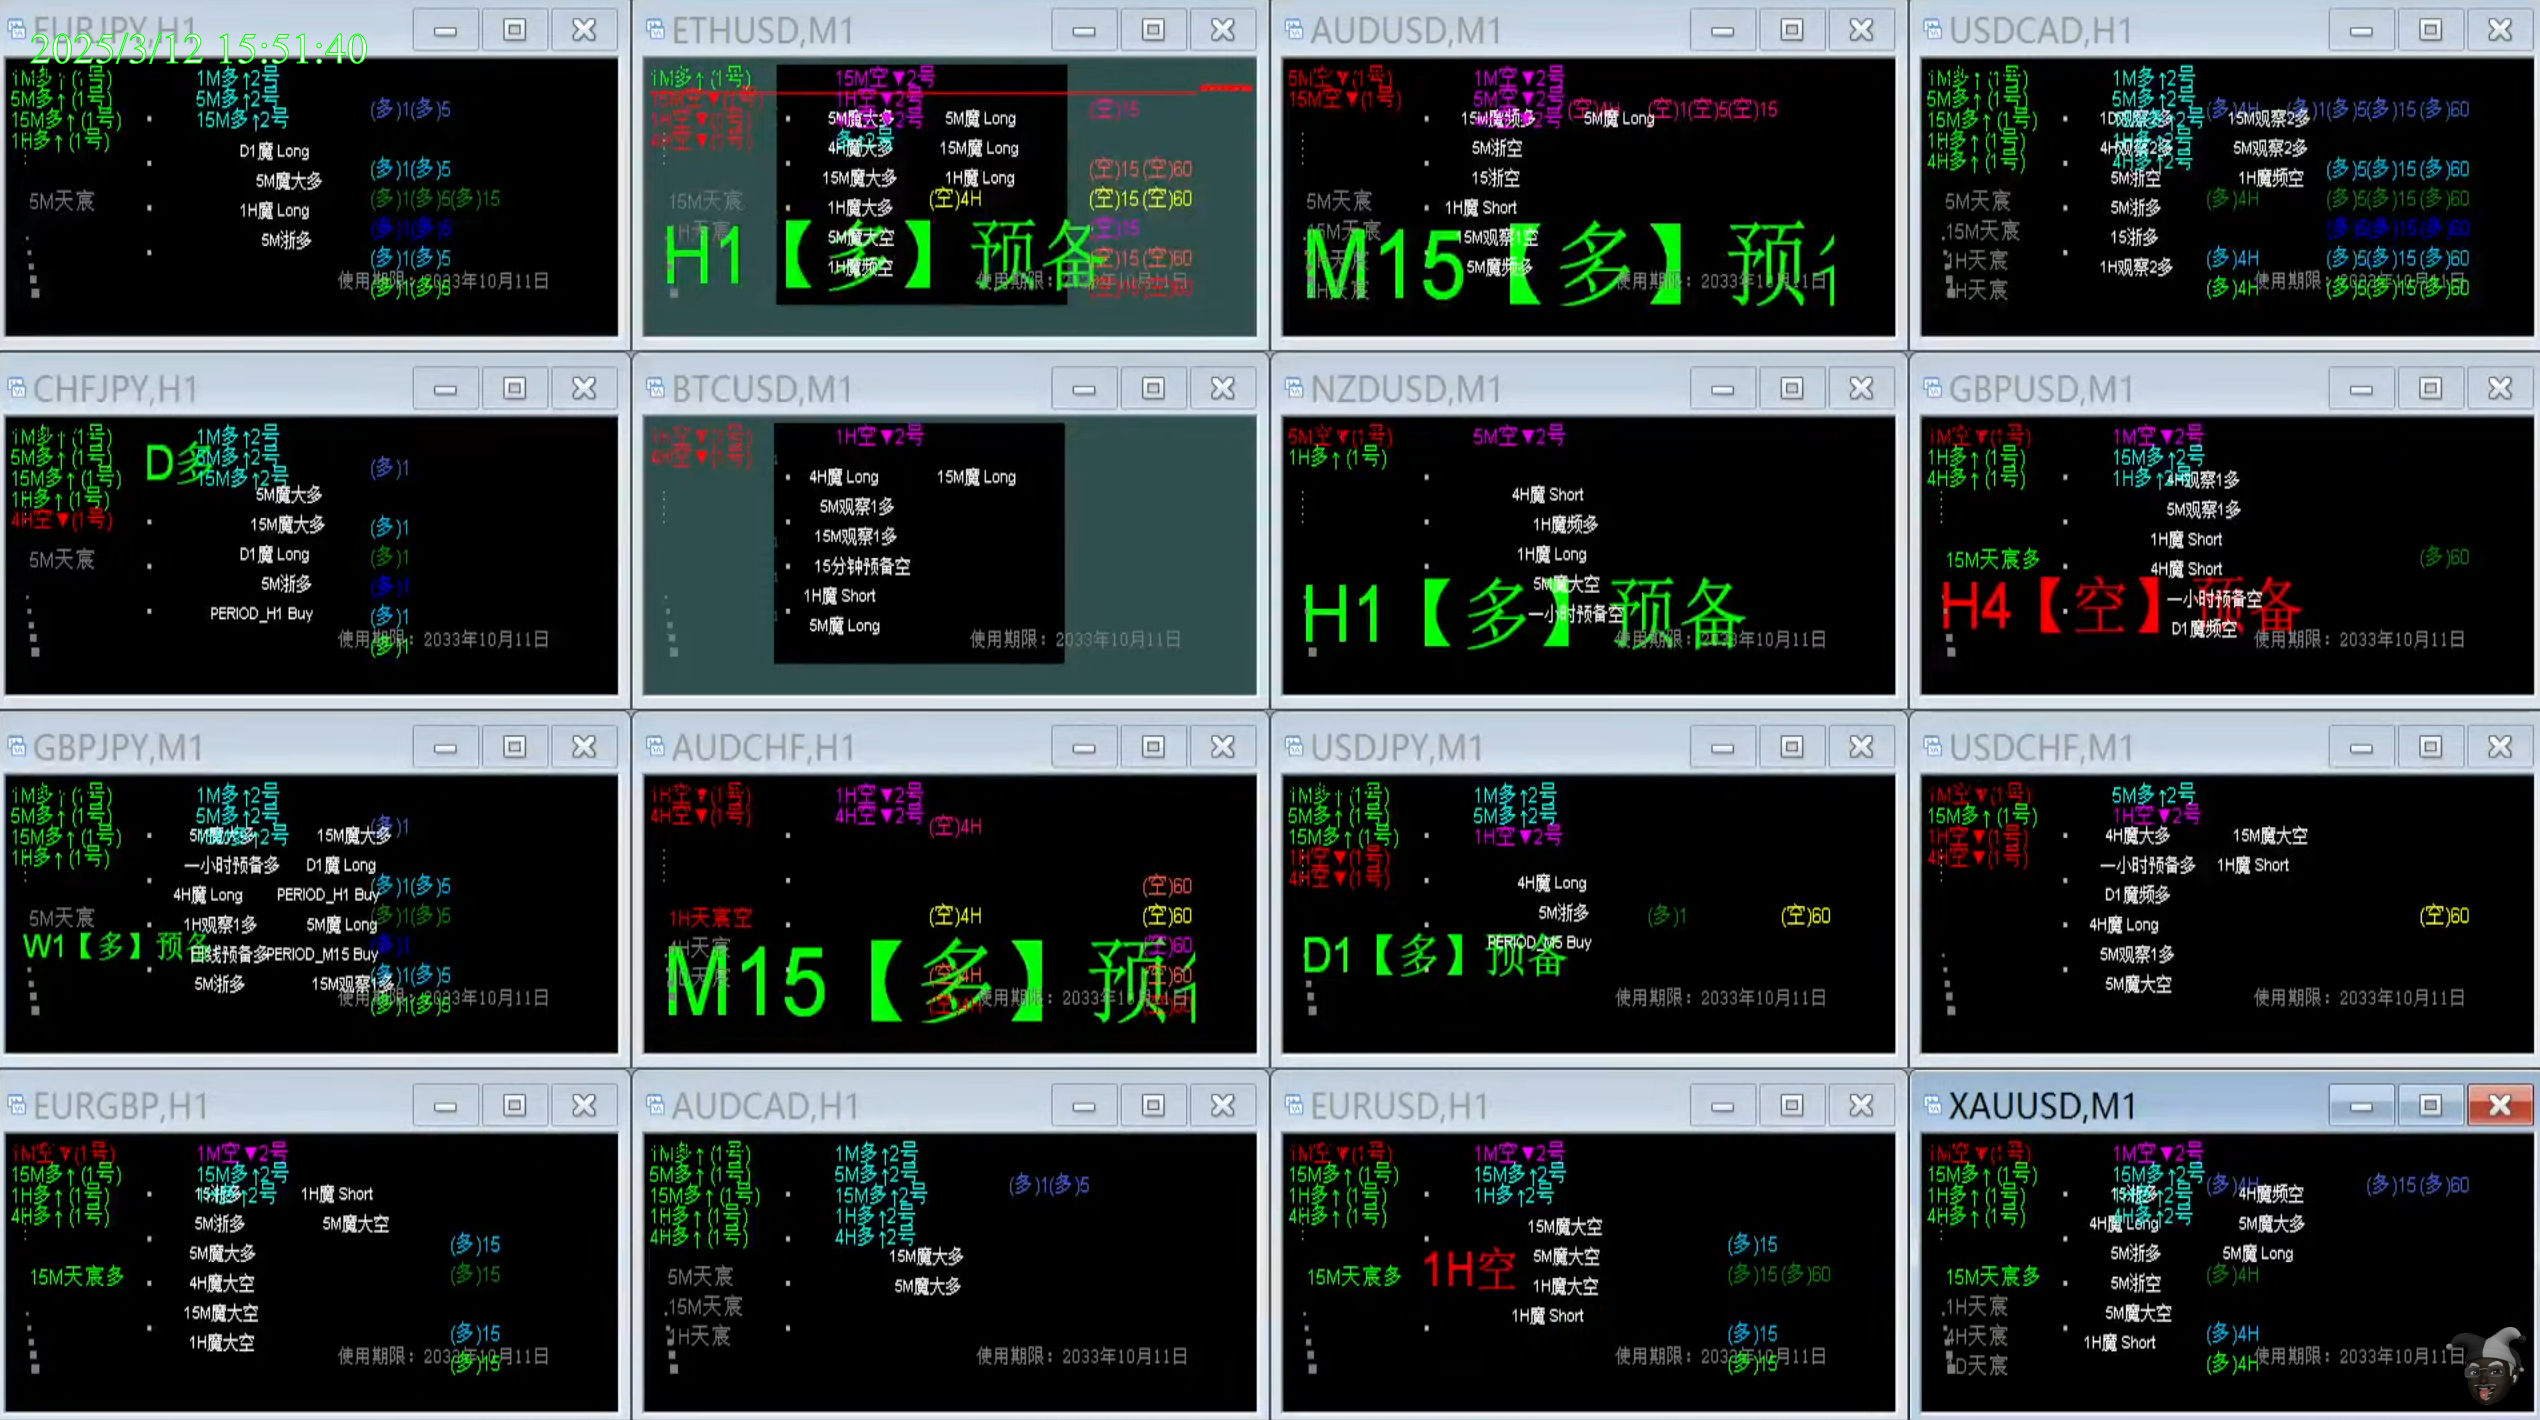 EURJPY,H1
2025/3/12 15:51:40
1M多↑(1号)
5M多↑(1号)
15M多↑(1号)
1H多↑(1号)
1M多↑2号
5M多↑2号
15M多↑2号
(多)1(多)5
D1魔 Long
5M魔大多
(多)1(多)5
5M天宸
1H魔 Long
(多)1(多)5(多)15
5M浙多
(多)1(多)5
(多)1(多)5
使用期限: 2033年10月11日
(多)1(多)5
ETHUSD,M1
1M多↑(1号)
15M空▼(1号)
1H空▼(1号)
4H空▼(1号)
15M空▼2号
1H空▼2号
5M魔大多
5M魔 Long
(空)15
4H魔大多
15M魔 Long
15M魔大多
1H魔 Long
(空)15(空)60
15M天宸
1H魔大多
(空)4H
(空)15(空)60
5M魔大空
(空)15
H1【多】预备
1H魔频空
(空)15(空)60
AUDUSD,M1
5M空▼(1号)
15M空▼(1号)
1M空▼2号
5M空▼2号
(空)4H
(空)1(空)5(空)15
15M魔频多
5M魔 Long
5M浙空
15浙空
5M天宸
1H魔 Short
15M天宸
15M观察1空
M15【多】预
5M魔频多
USDCAD,H1
1M多↑(1号)
5M多↑(1号)
15M多↑(1号)
1H多↑(1号)
4H多↑(1号)
1M多↑2号
5M多↑2号
(多)4H
(多)1(多)5(多)15(多)60
15M观察2多
4H观察2多
5M观察2多
5M浙空
1H魔频空
(多)5(多)15(多)60
5M天宸
5M浙多
(多)4H
(多)5(多)15(多)60
15M天宸
15浙多
1H天宸
1H观察2多
(多)4H
(多)5(多)15(多)60
4H天宸
(多)4H
(多)5(多)15(多)60
CHFJPY,H1
1M多↑(1号)
5M多↑(1号)
15M多↑(1号)
1H多↑(1号)
4H空▼(1号)
D多
1M多↑2号
5M多↑2号
15M多↑2号
(多)1
5M魔大多
15M魔大多
(多)1
5M天宸
D1魔 Long
(多)1
5M浙多
(多)1
PERIOD_H1 Buy
(多)1
使用期限: 2033年10月11日
(多)1
BTCUSD,M1
1H空▼(1号)
4H空▼(1号)
1H空▼2号
4H魔 Long
15M魔 Long
5M观察1多
15M观察1多
15分钟预备空
1H魔 Short
5M魔 Long
使用期限: 2033年10月11日
NZDUSD,M1
5M空▼(1号)
1H多↑(1号)
5M空▼2号
4H魔 Short
1H魔频多
1H魔 Long
5M魔大空
H1【多】预备
一小时预备空
使用期限: 2033年10月11日
GBPUSD,M1
1M空▼(1号)
1H多↑(1号)
4H多↑(1号)
1M空▼2号
15M多↑2号
1H多↑2号
4H观察1多
5M观察1多
1H魔 Short
15M天宸多
4H魔 Short
(多)60
H4【空】预备
一小时预备空
D1魔频空
使用期限: 2033年10月11日
GBPJPY,M1
1M多↑(1号)
5M多↑(1号)
15M多↑(1号)
1H多↑(1号)
1M多↑2号
5M多↑2号
15M多↑2号
(多)1
5M魔大多
15M魔大多
一小时预备多
D1魔 Long
4H魔 Long
PERIOD_H1 Buy
(多)1(多)5
5M天宸
1H观察1多
5M魔 Long
(多)1(多)5
W1【多】预备
日线预备多
PERIOD_M15 Buy
(多)1
5M浙多
15M观察1多
(多)1(多)5
使用期限: 2033年10月11日
(多)1(多)5
AUDCHF,H1
1H空▼(1号)
4H空▼(1号)
1H空▼2号
4H空▼2号
(空)4H
(空)60
1H天宸空
(空)4H
(空)60
4H天宸
(空)60
M15【多】预
(空)4H
(空)60
USDJPY,M1
1M多↑(1号)
5M多↑(1号)
15M多↑(1号)
1H空▼(1号)
4H空▼(1号)
1M多↑2号
5M多↑2号
1H空▼2号
4H魔 Long
5M浙多
(多)1
(空)60
PERIOD_M5 Buy
D1【多】预备
使用期限: 2033年10月11日
USDCHF,M1
1M空▼(1号)
15M多↑(1号)
1H空▼(1号)
4H空▼(1号)
5M多↑2号
1H空▼2号
4H魔大多
15M魔大空
一小时预备多
1H魔 Short
D1魔频多
4H魔 Long
(空)60
5M观察1多
5M魔大空
使用期限: 2033年10月11日
EURGBP,H1
1M空▼(1号)
15M多↑(1号)
1H多↑(1号)
4H多↑(1号)
1M空▼2号
15M多↑2号
15浙多
1H魔 Short
5M浙多
5M魔大空
5M魔大多
(多)15
15M天宸多
4H魔大空
(多)15
15M魔大空
1H魔大空
(多)15
使用期限: 2033年10月11日
(多)15
AUDCAD,H1
1M多↑(1号)
5M多↑(1号)
15M多↑(1号)
1H多↑(1号)
4H多↑(1号)
1M多↑2号
5M多↑2号
15M多↑2号
1H多↑2号
4H多↑2号
(多)1(多)5
15M魔大多
5M魔大多
5M天宸
15M天宸
1H天宸
使用期限: 2033年10月11日
EURUSD,H1
1M空▼(1号)
15M多↑(1号)
1H多↑(1号)
4H多↑(1号)
1M空▼2号
15M多↑2号
1H多↑2号
15M魔大空
5M魔大空
(多)15
15M天宸多
1H空
1H魔大空
(多)15(多)60
1H魔 Short
(多)15
使用期限: 2033年10月11日
(多)15
XAUUSD,M1
1M空▼(1号)
15M多↑(1号)
1H多↑(1号)
4H多↑(1号)
1M空▼2号
15M多↑2号
(多)4H
(多)15(多)60
15浙多
4H魔频空
4H魔 Long
5M魔大多
5M浙多
5M魔 Long
15M天宸多
5M浙空
(多)4H
1H天宸
5M魔大空
4H天宸
1H魔 Short
(多)4H
1D天宸
(多)4H
使用期限: 2033年10月11日